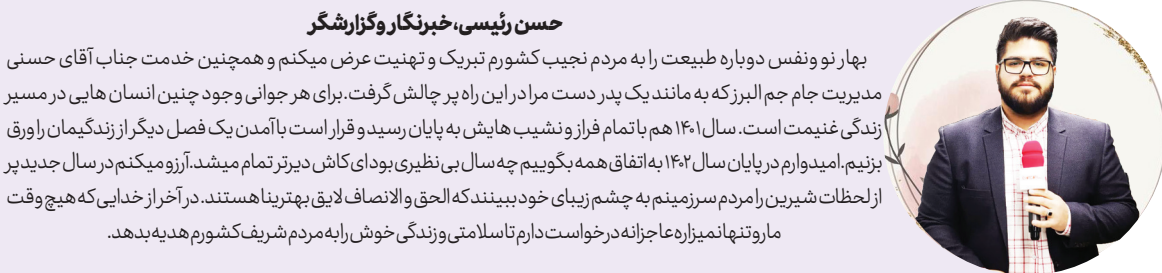 حسن رئیسی،خبرنگار وگزارشگر
بهار نو ونفس دوباره طبیعت را به مردم نجیب کشورم تبریک و تهنیت عرض میکنم و همچنین خدمت جناب آقای حسنی
مدیریت جام جم البرز که به مانند یک پدر دست مرا در این راه پر چالش گرفت.برای هر جوانی وجود چنین انسان هایی در مسیر
زندگی غنیمت است. سال ۱۴۰۱ هم با تمام فراز و نشیب هایش به پایان رسید و قرار است با آمدن یک فصل دیگر از زندگیمان را ورق
بزنیم.امیدوارم در پایان سال ۱۴۰۲ به اتفاق همه بگوییم چه سال بی نظیری بود ای کاش دیرتر تمام میشد.آرزو میکنم در سال جدید پر
از لحظات شیرین را مردم سرزمینم به چشم زیبای خود ببینند که الحق و الانصاف لایق بهترینا هستند. در آخر از خدایی که هیچ وقت
مارو تنها نمیزاره عاجزانه درخواست دارم تا سلامتی و زندگی خوش را به مردم شریف کشورم هدیه بدهد.